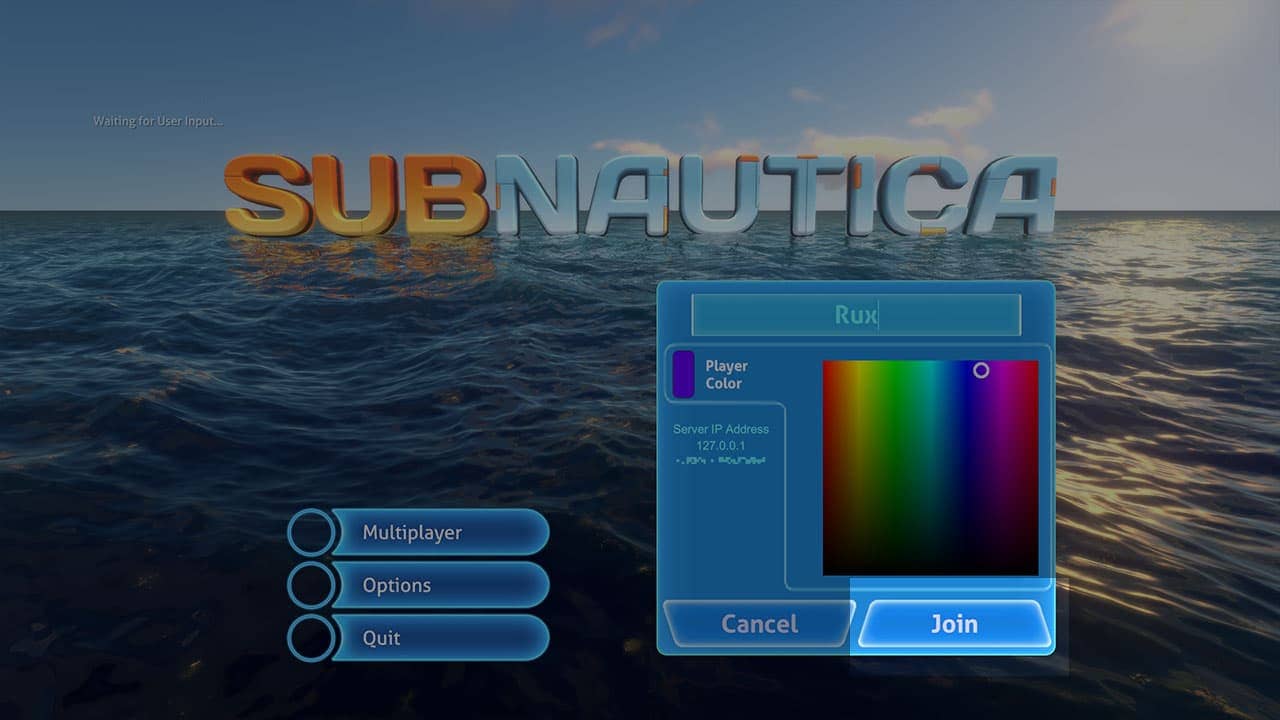 Waiting for User Input...
SUBNAUTICA
Rux
Player
Color
Server IP Address
127.0.0.1
Multiplayer
Options
Quit
Cancel
Join